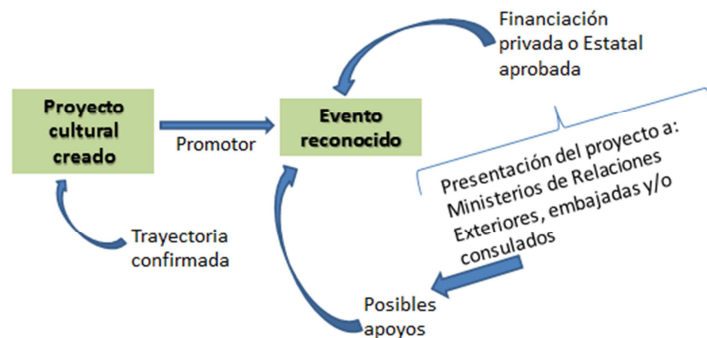 Financiación
privada o Estatal
aprobada
Proyecto
cultural
creado
Promotor
Evento
reconocido
Presentación del proyecto a:
Ministerios de Relaciones
Exteriores, embajadas y/o
consulados
Trayectoria
confirmada
Posibles
apoyos